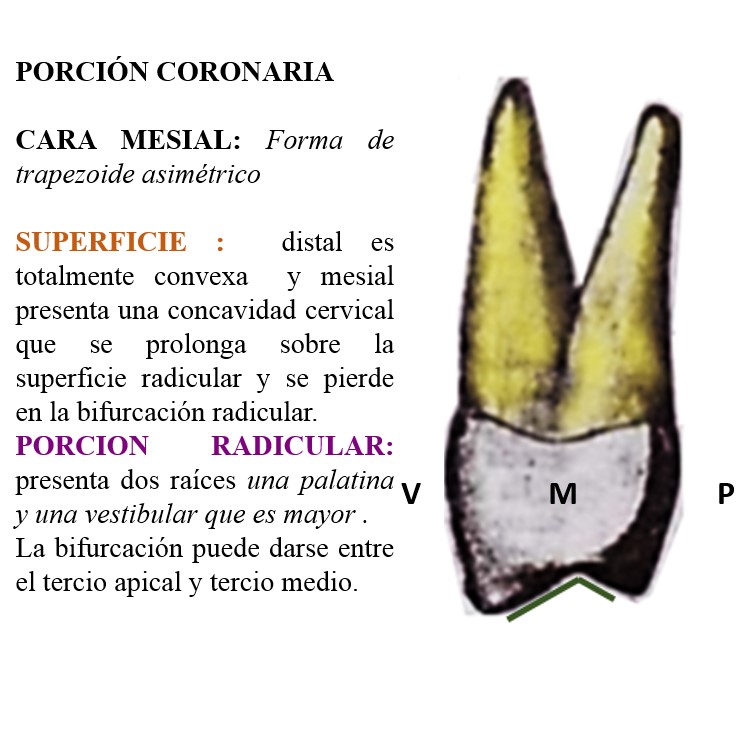 PORCIÓN CORONARIA
CARA MESIAL: Forma de
trapezoide asimétrico
SUPERFICIE : distal es
totalmente convexa y mesial
presenta una concavidad cervical
que se prolonga sobre la
superficie radicular y se pierde
en la bifurcación radicular.
PORCION RADICULAR:
presenta dos raíces una palatina
y una vestibular que es mayor .
La bifurcación puede darse entre
el tercio apical y tercio medio.
V M P